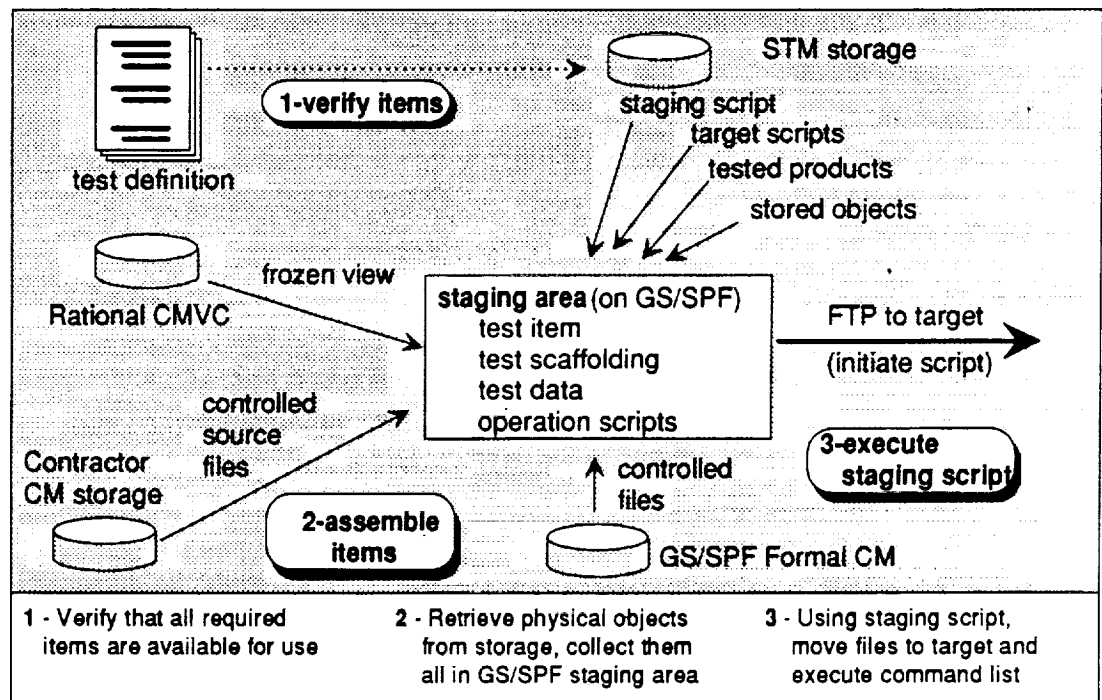 STM storage
1-verify items
test definition
staging script
target scripts
tested products
stored objects
Rational CMVC
frozen view
staging area (on GS/SPF)
test item
test scaffolding
test data
operation scripts
FTP to target
(initiate script)
controlled
source
files
Contractor
CM storage
2-assemble
items
controlled
files
GS/SPF Formal CM
3-execute
staging script
1 - Verify that all required
items are available for use
2 - Retrieve physical objects
from storage, collect them
all in GS/SPF staging area
3 - Using staging script,
move files to target and
execute command list